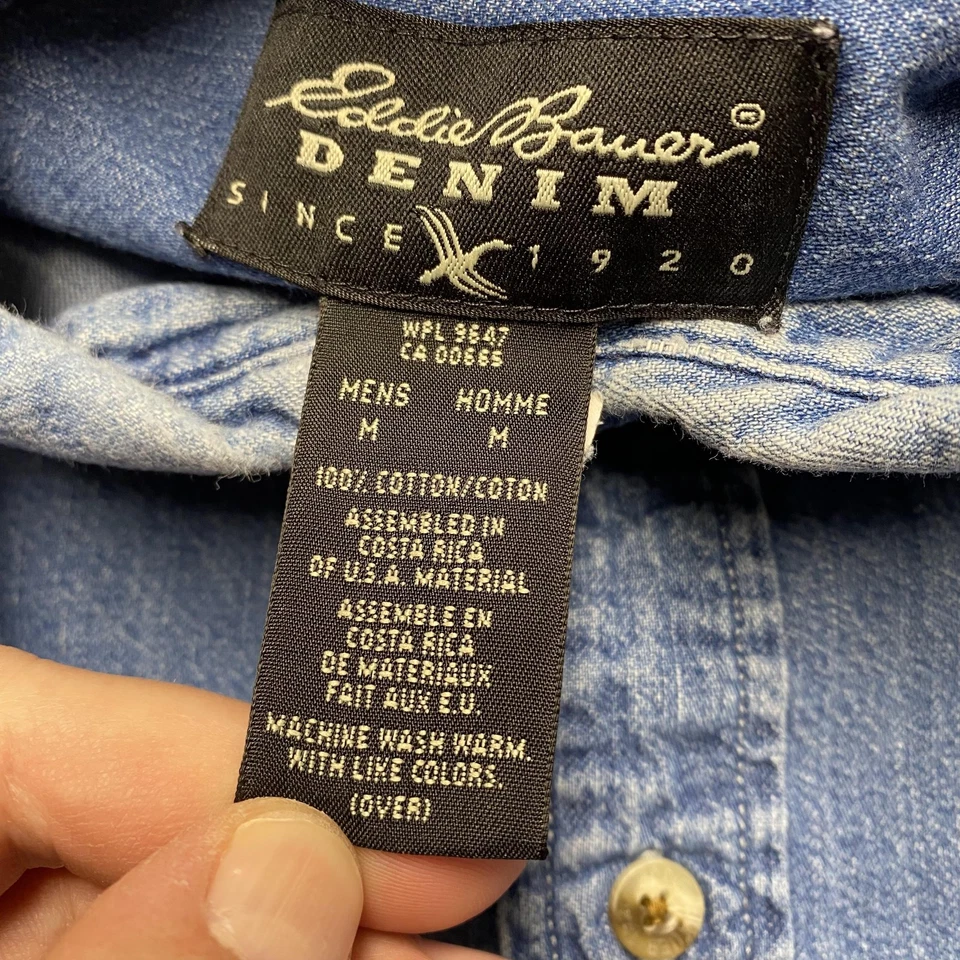 Eddie Bauer ®
DENIM
SINCE 1920
WPL 9547
CA 00665
MENS HOMME
M M
100% COTTON/COTON
ASSEMBLED IN
COSTA RICA
OF U.S.A. MATERIAL
ASSEMBLE EN
COSTA RICA
DE MATERIAUX
FAIT AUX E.U.
MACHINE WASH WARM.
WITH LIKE COLORS.
(OVER)